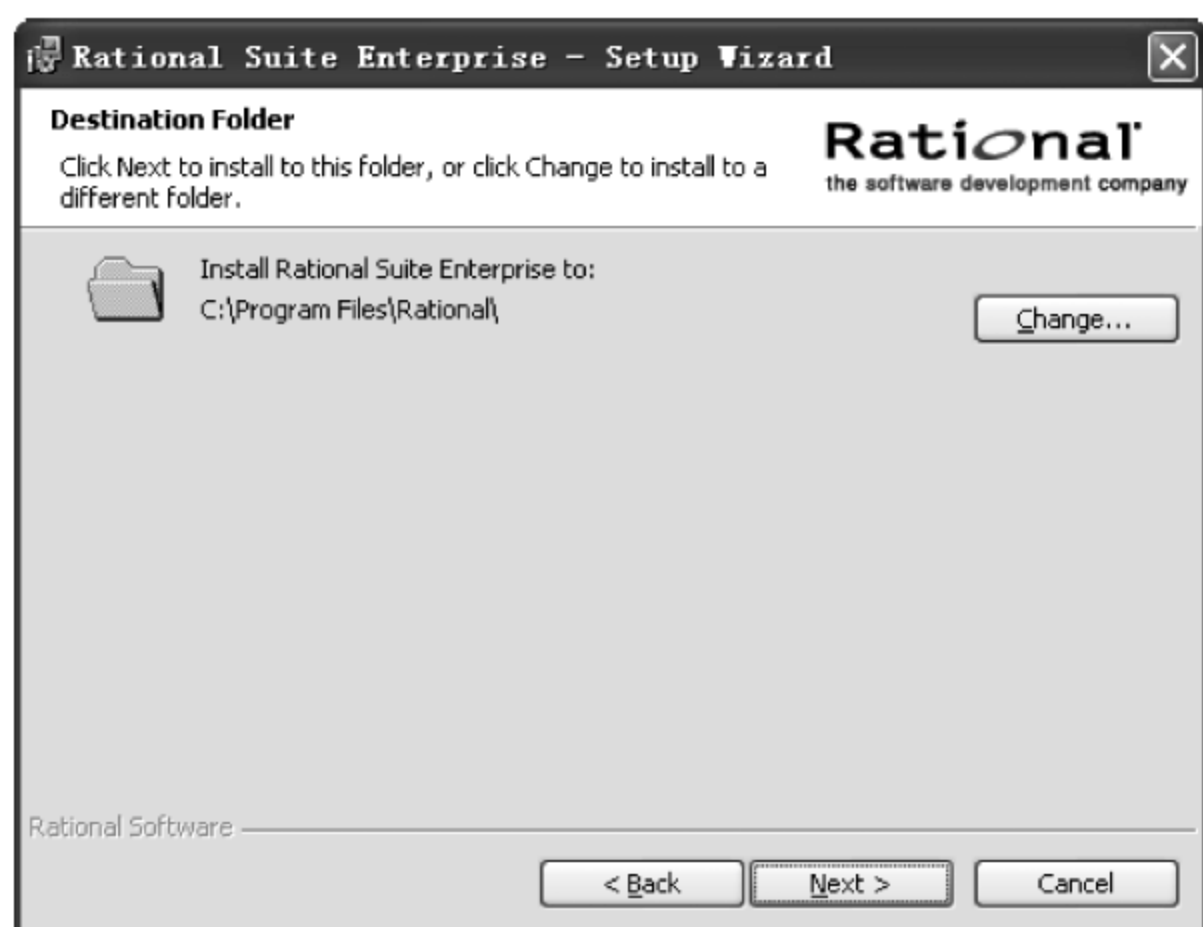 Rational Suite Enterprise - Setup Wizard
Destination Folder
Click Next to install to this folder, or click Change to install to a
different folder.
Rational
the software development company
Install Rational Suite Enterprise to:
C:\Program Files\Rational\
Change...
Rational Software
< Back
Next >
Cancel